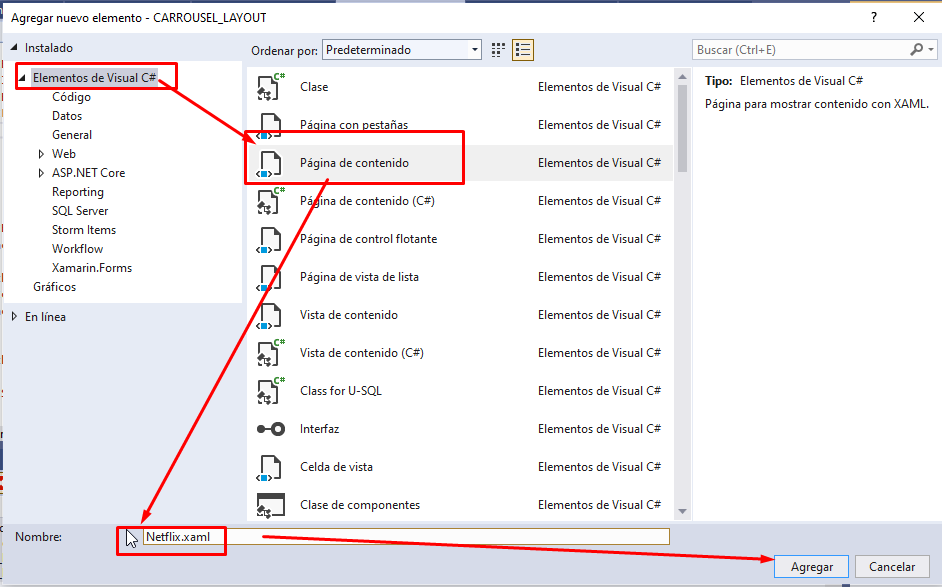 Agregar nuevo elemento - CARROUSEL_LAYOUT
Instalado
Ordenar por: Predeterminado
Buscar (Ctrl+E)
Elementos de Visual C#
Código
Datos
General
Web
ASP.NET Core
Reporting
SQL Server
Storm Items
Workflow
Xamarin.Forms
Gráficos
En línea
Clase Elementos de Visual C#
Página con pestañas Elementos de Visual C#
Página de contenido Elementos de Visual C#
Página de contenido (C#) Elementos de Visual C#
Página de control flotante Elementos de Visual C#
Página de vista de lista Elementos de Visual C#
Vista de contenido Elementos de Visual C#
Vista de contenido (C#) Elementos de Visual C#
Class for U-SQL Elementos de Visual C#
Interfaz Elementos de Visual C#
Celda de vista Elementos de Visual C#
Clase de componentes Elementos de Visual C#
Tipo: Elementos de Visual C#
Página para mostrar contenido con XAML.
Nombre: Netflix.xaml
Agregar Cancelar